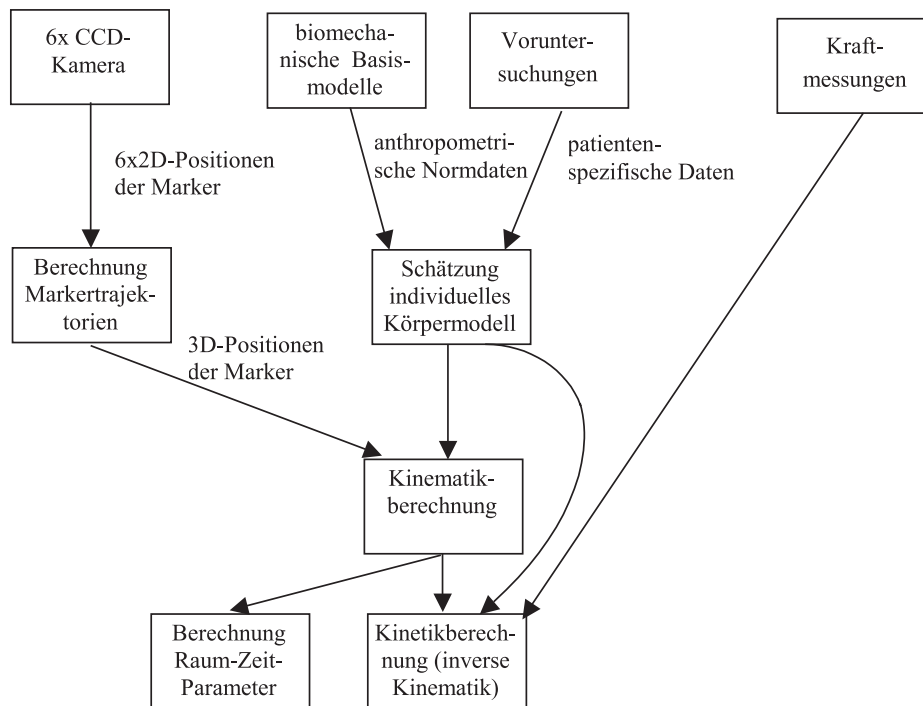 6x CCD-
Kamera
biomech-
anische Basis-
modelle
Vorunter-
suchungen
Kraft-
messungen
6x2D-Positionen
der Marker
anthropometri-
sche Normdaten
patienten-
spezifische Daten
Berechnung
Markertrajek-
torien
Schätzung
individuelles
Körpermodell
3D-Positionen
der Marker
Kinematik-
berechnung
Berechnung
Raum-Zeit-
Parameter
Kinetikberech-
nung (inverse
Kinematik)